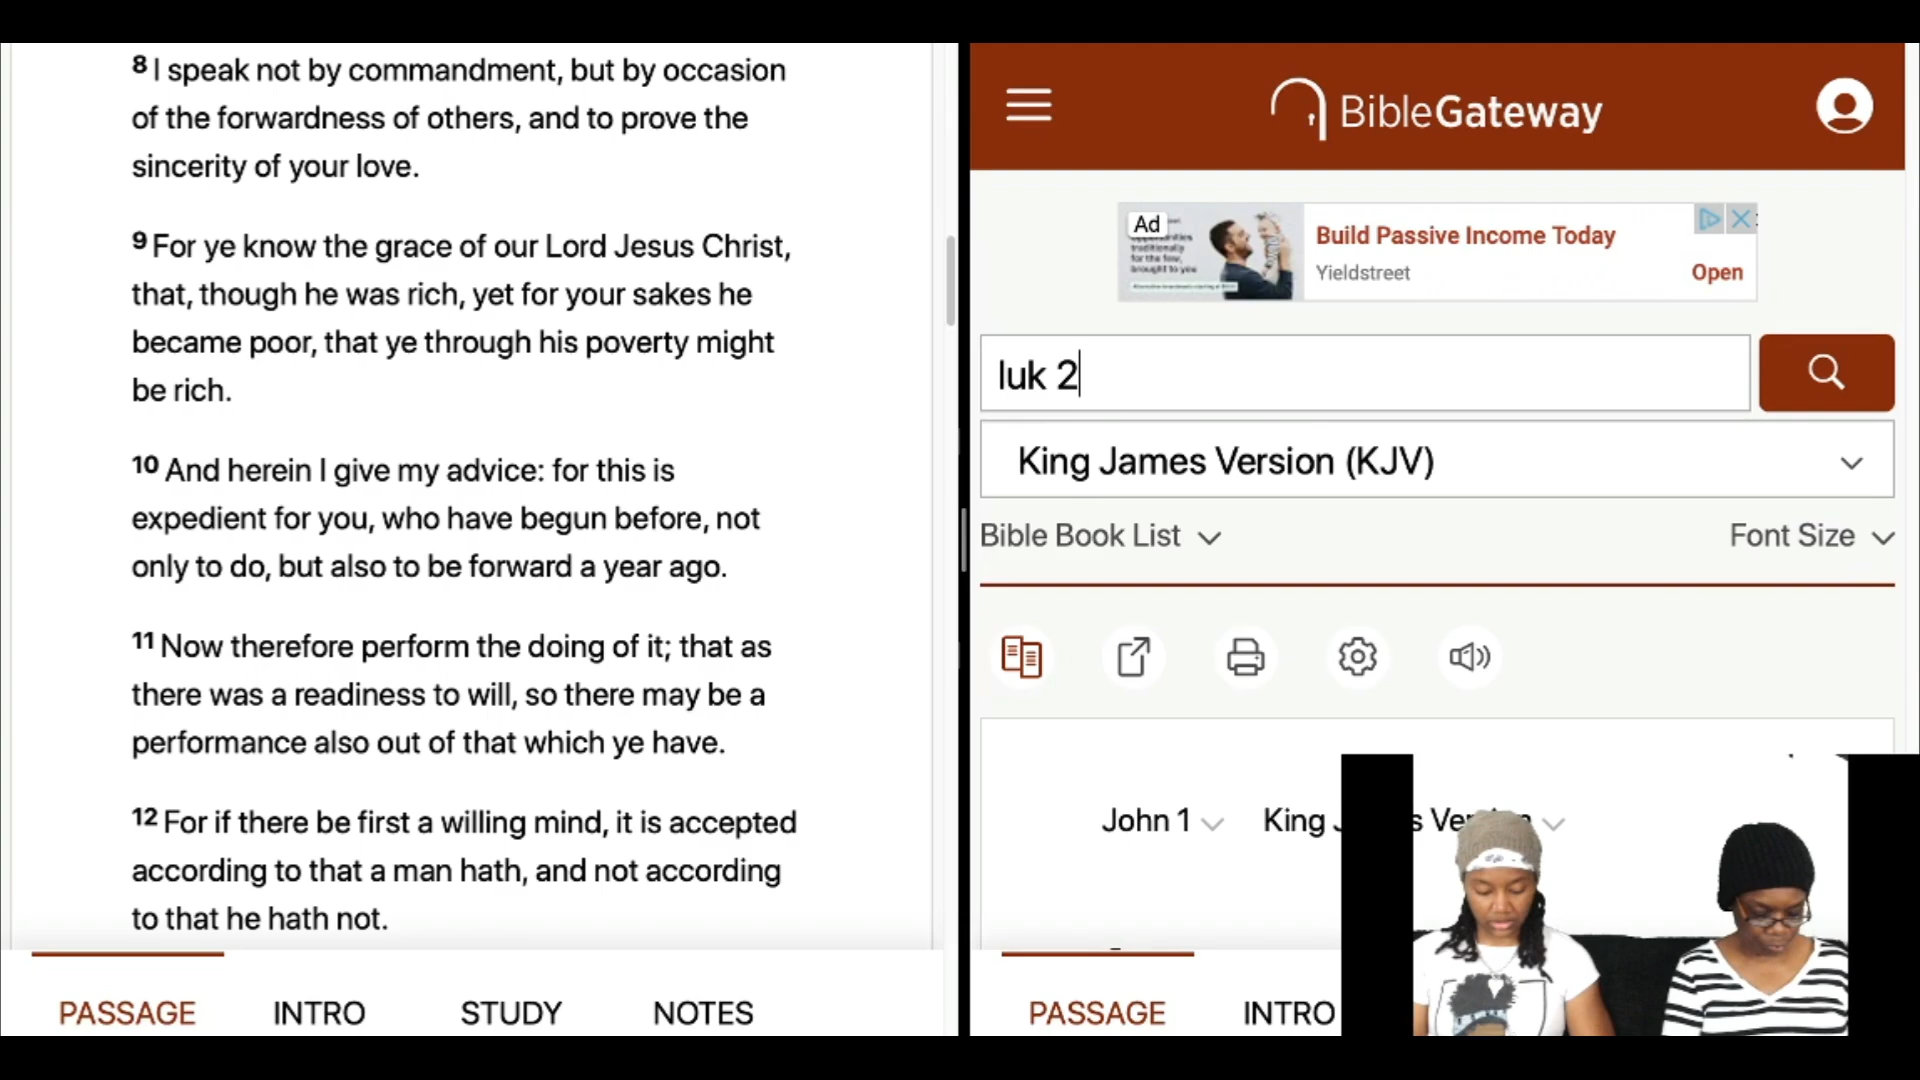 8 I speak not by commandment, but by occasion
of the forwardness of others, and to prove the
sincerity of your love.
9 For ye know the grace of our Lord Jesus Christ,
that, though he was rich, yet for your sakes he
became poor, that ye through his poverty might
be rich.
10 And herein I give my advice: for this is
expedient for you, who have begun before, not
only to do, but also to be forward a year ago.
11 Now therefore perform the doing of it; that as
there was a readiness to will, so there may be a
performance also out of that which ye have.
12 For if there be first a willing mind, it is accepted
according to that a man hath, and not according
to that he hath not.
PASSAGE INTRO STUDY NOTES
BibleGateway
Ad
traditionally
for the few,
brought to you
Build Passive Income Today
Yieldstreet
Open
luk 2
King James Version (KJV)
Bible Book List
Font Size
John 1
King J s Ve
PASSAGE INTRO